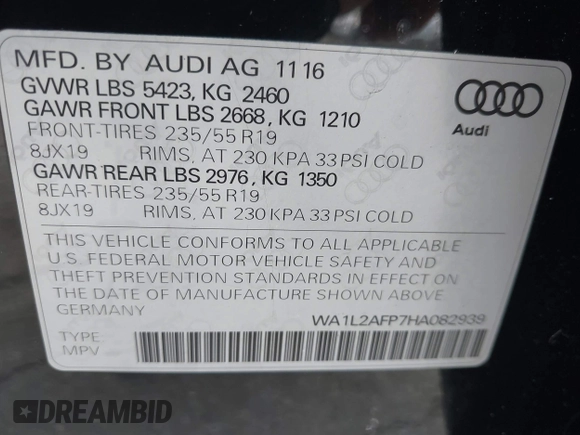 MFD. BY AUDI AG 11 16
GVWR LBS 5423, KG 2460
GAWR FRONT LBS 2668, KG 1210
FRONT-TIRES 235/55 R19
8JX19 RIMS, AT 230 KPA 33 PSI COLD
GAWR REAR LBS 2976, KG 1350
REAR-TIRES 235/55 R19
8JX19 RIMS, AT 230 KPA 33 PSI COLD
Audi
THIS VEHICLE CONFORMS TO ALL APPLICABLE
U.S. FEDERAL MOTOR VEHICLE SAFETY AND
THEFT PREVENTION STANDARDS IN EFFECT ON
THE DATE OF MANUFACTURE SHOWN ABOVE.
GERMANY
WA1L2AFP7HA082939
TYPE
MPV
DREAMBID